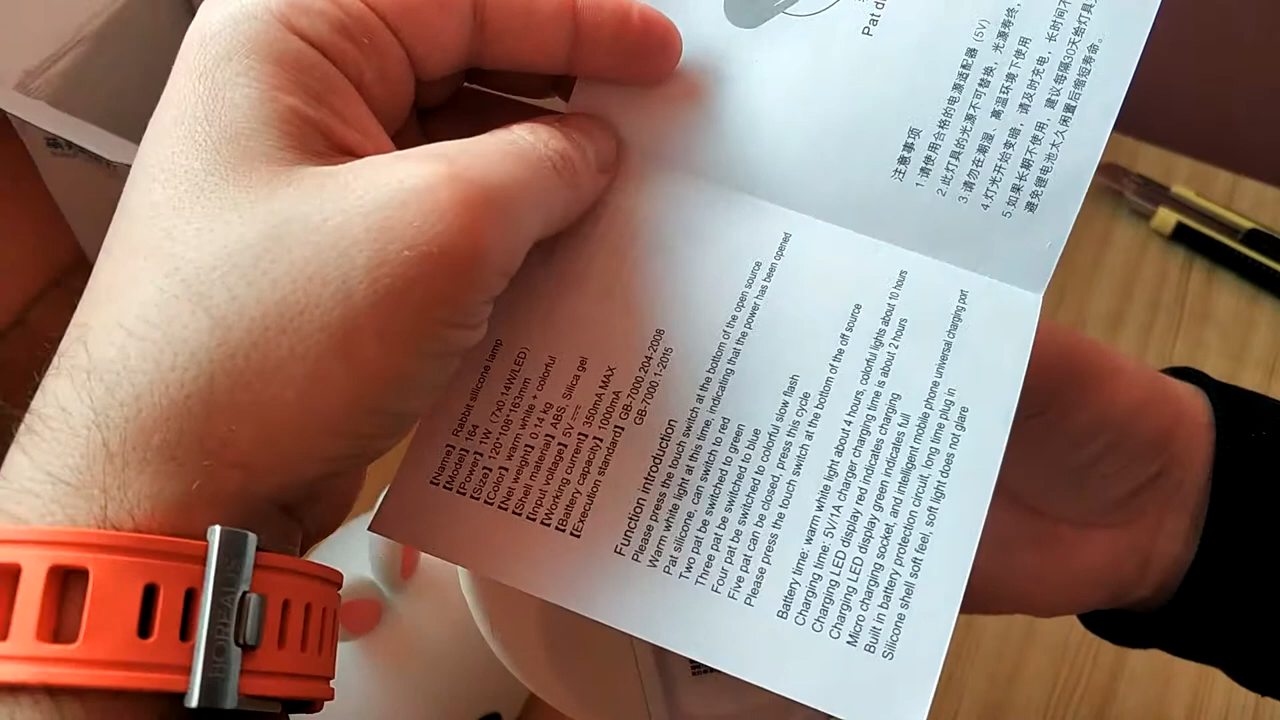 Pat
注意事项
1.请使用合格的电源适配器 (5V)
2.此灯具的光源不可替换,光源寿终,
3.请勿在潮湿、高温环境下使用
4.灯光开始变暗,请及时充电,长时间不
5.如果长期不使用,建议每隔30天给灯具
避免锂电池太久闲置后缩短寿命。
【Name】 Rabbit silicone lamp
【Model】 164
【Power】 1W (7x0.14W/LED)
【Size】 120*108*163mm
【Color】 warm white + colorful
【Net weight】 0.14 kg
【Shell material】 ABS, Silica gel
【Input voltage】 5V
【Working current】 350mA MAX
【Battery capacity】 1000mA
【Execution standard】 GB-7000.204-2008
GB-7000.1-2015
Function introduction
Please press the touch switch at the bottom of the open source
Warm white light at this time, indicating that the power has been opened
Pat silicone, can switch to red
Two pat be switched to green
Three pat be switched to blue
Four pat be switched to colorful slow flash
Five pat can be closed, press this cycle
Please press the touch switch at the bottom of the off source
Battery time: warm white light about 4 hours, colorful lights about 10 hours
Charging time: 5V/1A charger charging time is about 2 hours
Charging LED display red indicates charging
Charging LED display green indicates full
Micro charging socket, and intelligent mobile phone universal charging port
Built in battery protection circuit, long time plug in
Silicone shell soft feel, soft light does not glare
BOREALIS